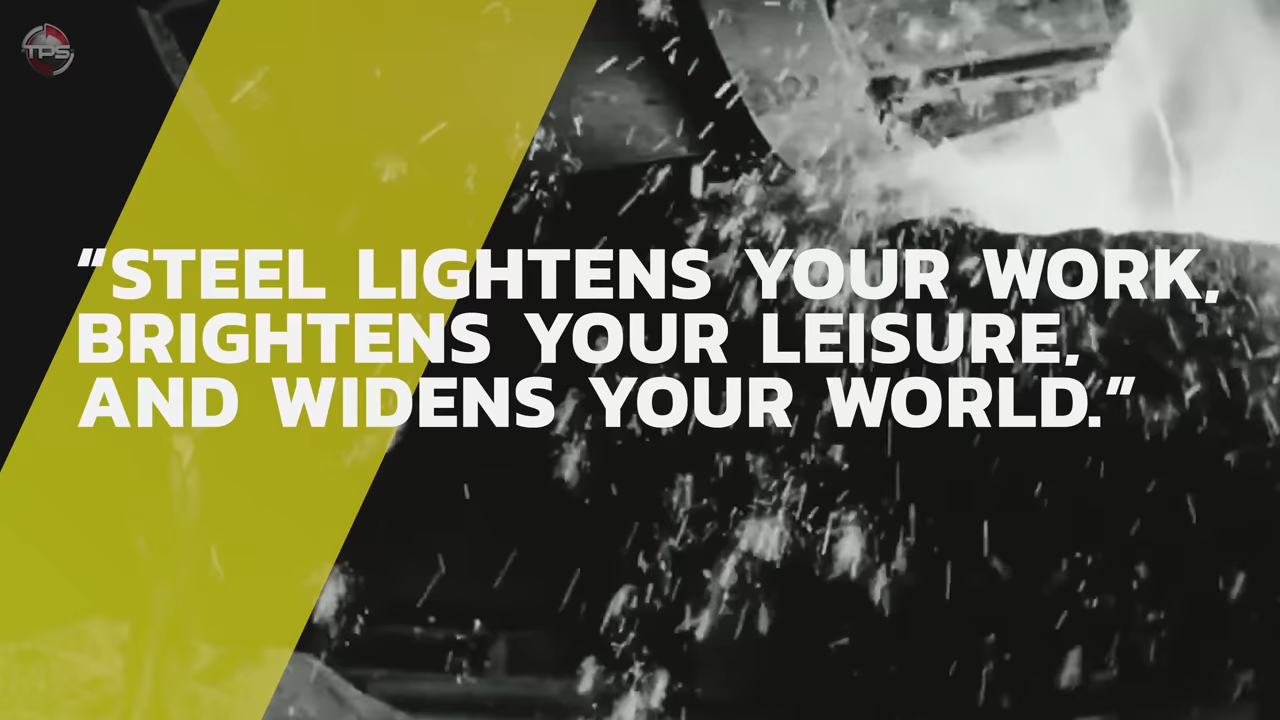 TPS
“STEEL LIGHTENS YOUR WORK,
BRIGHTENS YOUR LEISURE,
AND WIDENS YOUR WORLD.”